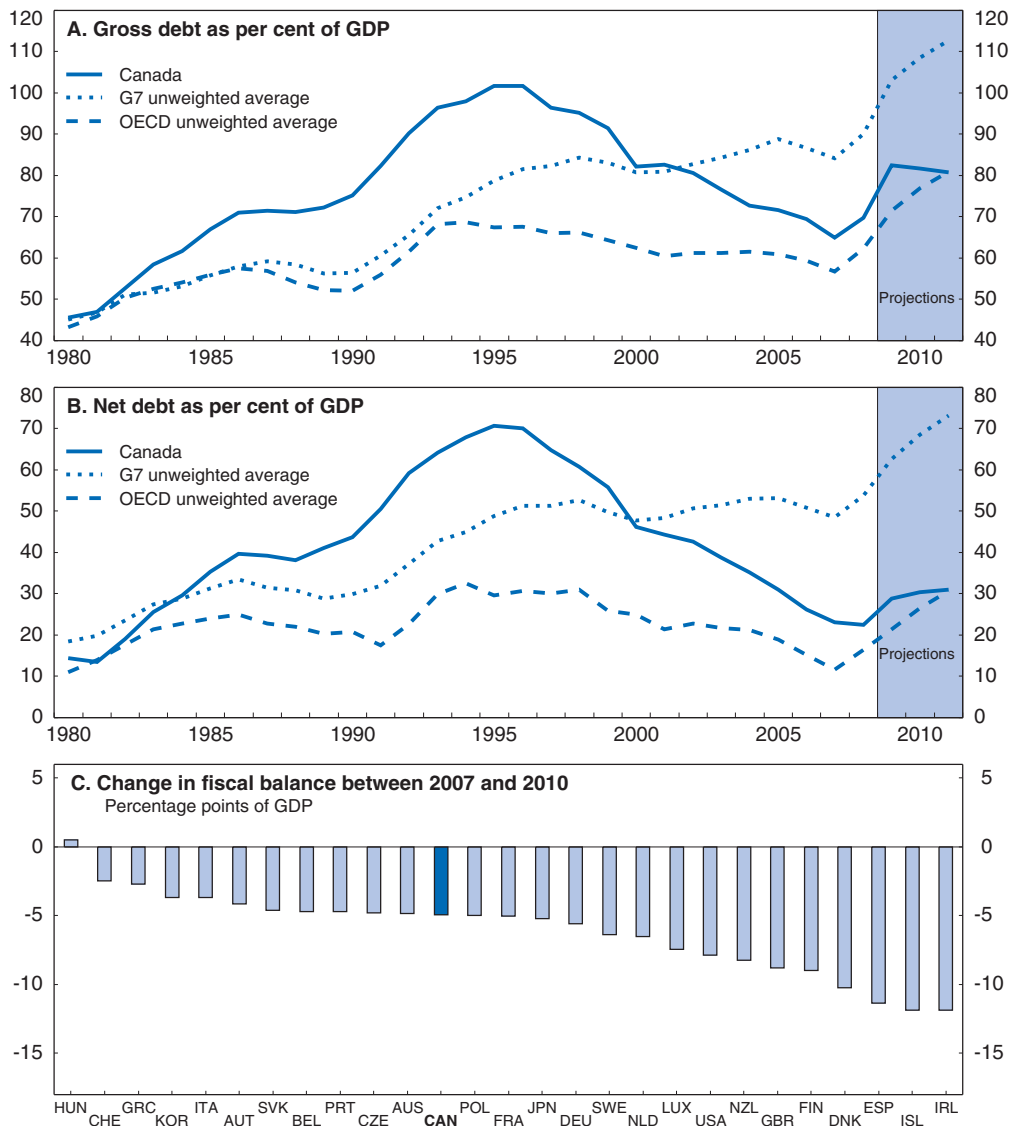 A. Gross debt as per cent of GDP
Canada
G7 unweighted average
OECD unweighted average
120 120
110 110
100 100
90 90
80 80
70 70
60 60
50 50
40 40
Projections
1980 1985 1990 1995 2000 2005 2010
B. Net debt as per cent of GDP
Canada
G7 unweighted average
OECD unweighted average
80 80
70 70
60 60
50 50
40 40
30 30
20 20
10 10
0 0
Projections
1980 1985 1990 1995 2000 2005 2010
C. Change in fiscal balance between 2007 and 2010
Percentage points of GDP
5 5
0 0
-5 -5
-10 -10
-15 -15
HUN GRC ITA SVK PRT AUS POL JPN SWE LUX NZL FIN ESP IRL
CHE KOR AUT BEL CZE CAN FRA DEU NLD USA GBR DNK ISL